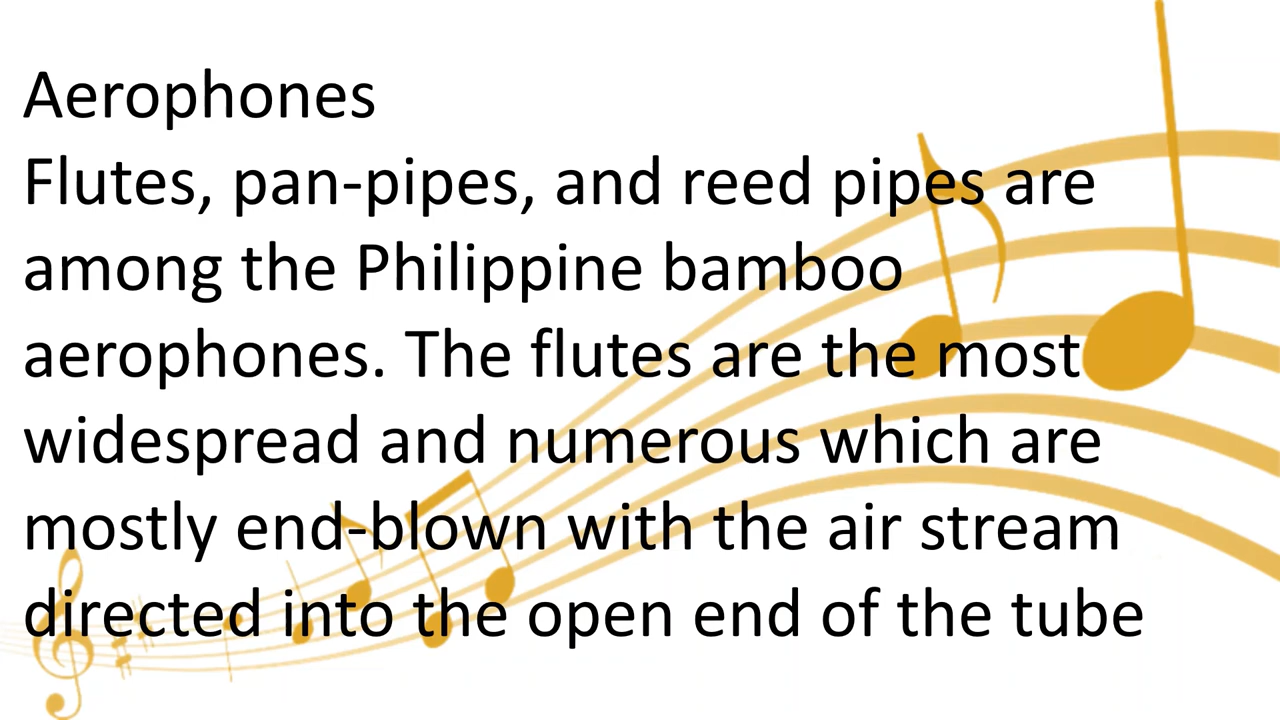 Aerophones
Flutes, pan-pipes, and reed pipes are
among the Philippine bamboo
aerophones. The flutes are the most
widespread and numerous which are
mostly end-blown with the air stream
directed into the open end of the tube